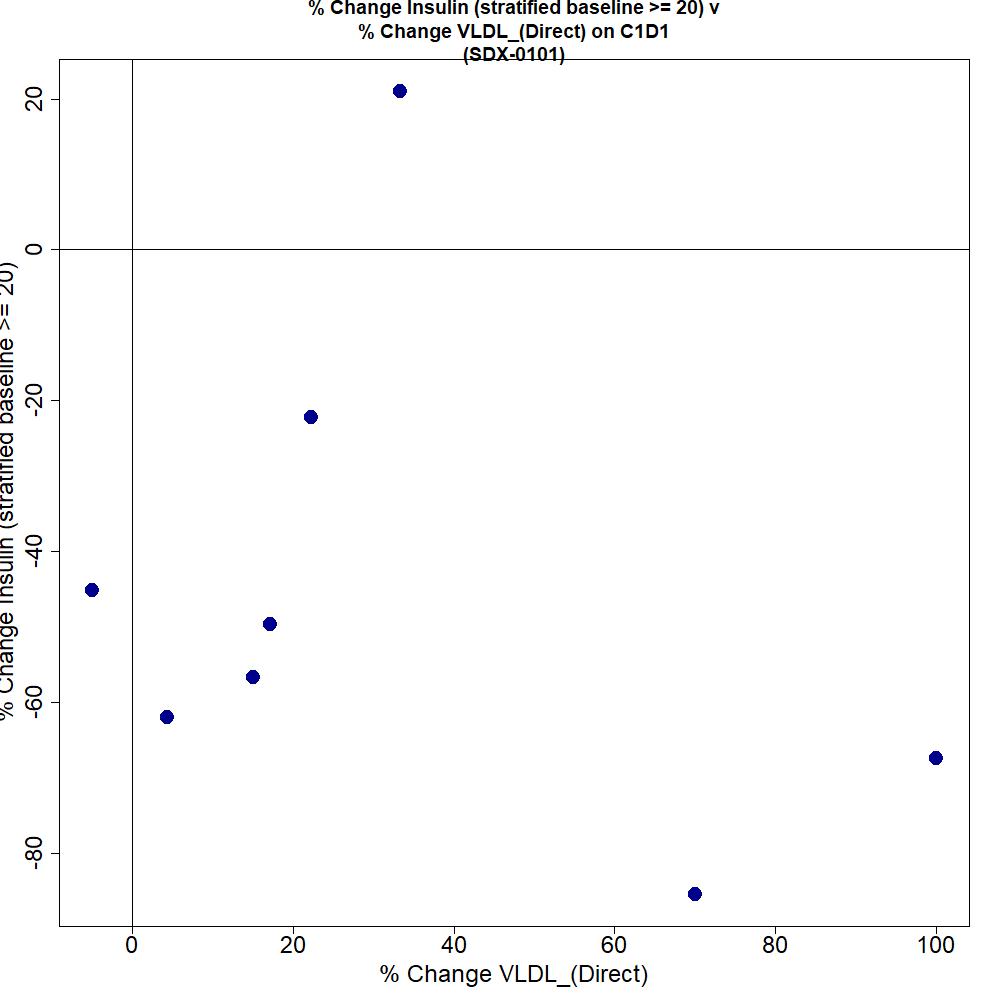 % Change Insulin (stratified baseline >= 20) v
% Change VLDL_(Direct) on C1D1
(SDX-0101)
% Change Insulin (stratified baseline >= 20)
20
0
-20
-40
-60
-80
0 20 40 60 80 100
% Change VLDL_(Direct)